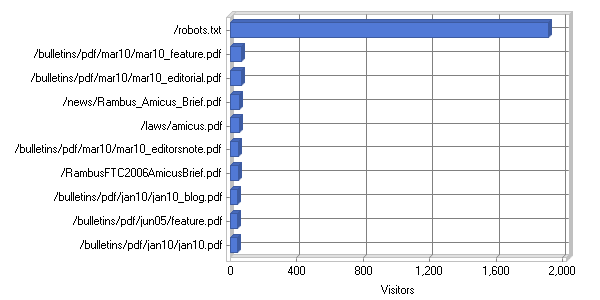 /robots.txt
/bulletins/pdf/mar10/mar10_feature.pdf
/bulletins/pdf/mar10/mar10_editorial.pdf
/news/Rambus_Amicus_Brief.pdf
/laws/amicus.pdf
/bulletins/pdf/mar10/mar10_editorsnote.pdf
/RambusFTC2006AmicusBrief.pdf
/bulletins/pdf/jan10/jan10_blog.pdf
/bulletins/pdf/jun05/feature.pdf
/bulletins/pdf/jan10/jan10.pdf
0 400 800 1,200 1,600 2,000
Visitors